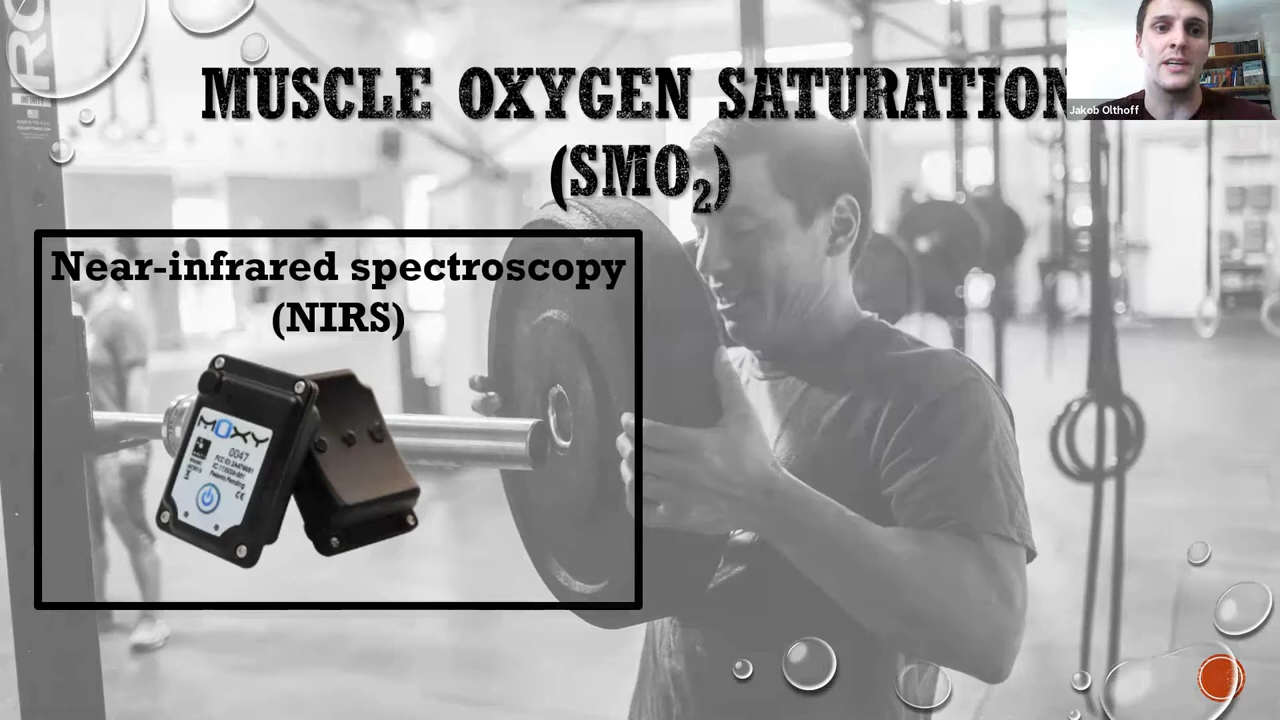 MUSCLE OXYGEN SATURATION
(SMO₂)
Jakob Olthoff
Near-infrared spectroscopy
(NIRS)
MOXY
0047